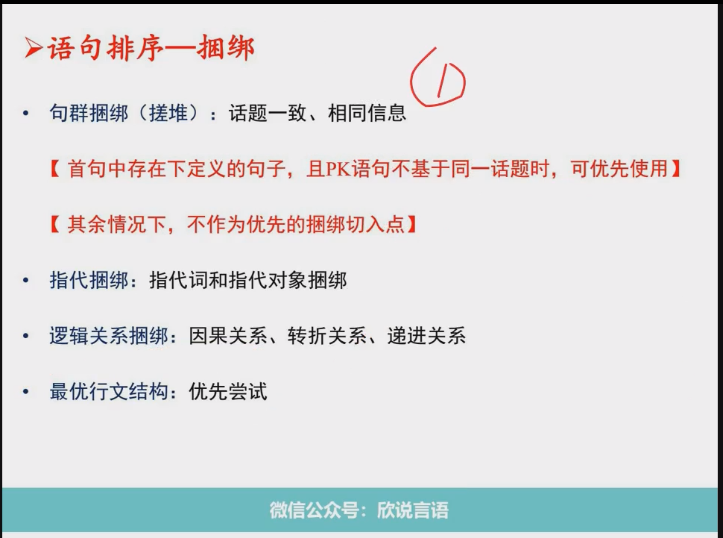 ➢语句排序—捆绑
①
• 句群捆绑（搓堆）：话题一致、相同信息
【 首句中存在下定义的句子，且PK语句不基于同一话题时，可优先使用】
【 其余情况下，不作为优先的捆绑切入点】
• 指代捆绑：指代词和指代对象捆绑
• 逻辑关系捆绑：因果关系、转折关系、递进关系
• 最优行文结构：优先尝试
微信公众号：欣说言语